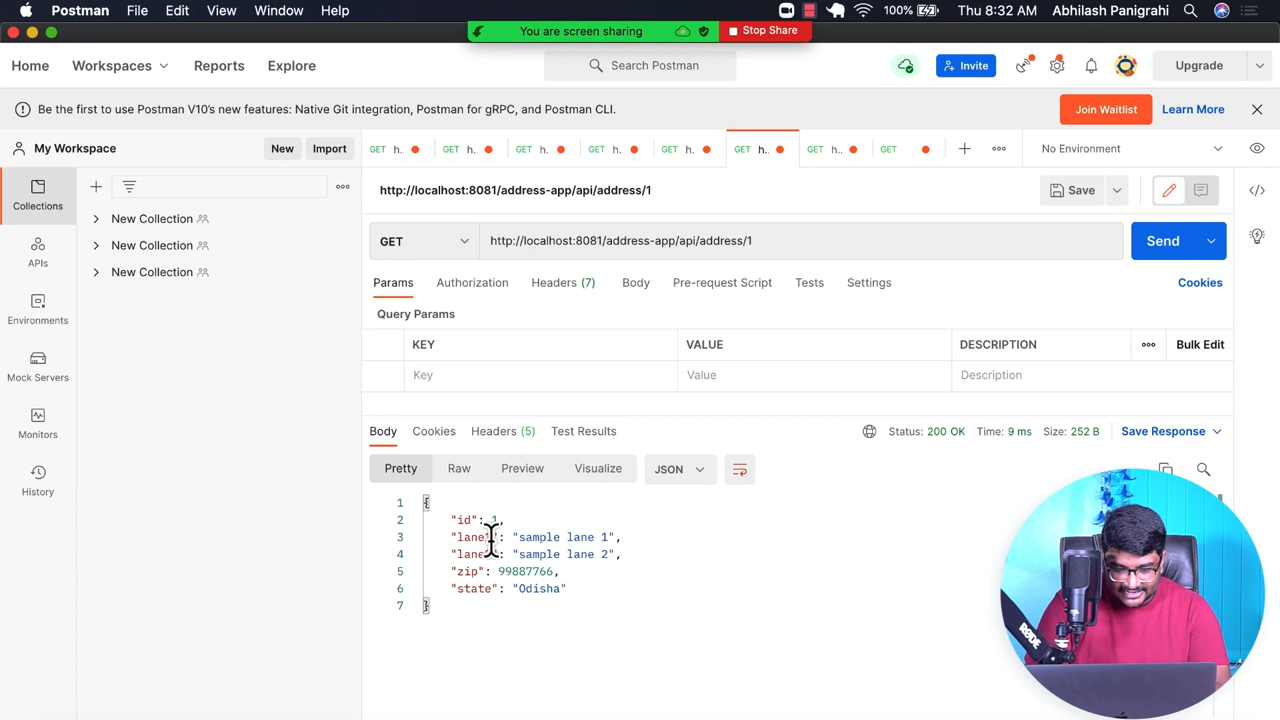 Postman File Edit View Window Help 100% Thu 8:32 AM Abhilash Panigrahi
You are screen sharing Stop Share
Home Workspaces Reports Explore Search Postman Invite Upgrade
Be the first to use Postman V10's new features: Native Git integration, Postman for gRPC, and Postman CLI. Join Waitlist Learn More
My Workspace New Import GET h. GET h. GET h. GET h. GET h. GET h. GET h.. GET No Environment
Collections
APIs
Environments
Mock Servers
Monitors
History
New Collection
New Collection
New Collection
http://localhost:8081/address-app/api/address/1 Save
GET http://localhost:8081/address-app/api/address/1 Send
Params Authorization Headers (7) Body Pre-request Script Tests Settings Cookies
Query Params
KEY VALUE DESCRIPTION Bulk Edit
Key Value Description
Body Cookies Headers (5) Test Results Status: 200 OK Time: 9 ms Size: 252 B Save Response
Pretty Raw Preview Visualize JSON
1 {
2 "id": 1,
3 "lane1": "sample lane 1",
4 "lane": "sample lane 2",
5 "zip": 99887766,
6 "state": "Odisha"
7 }
RODE